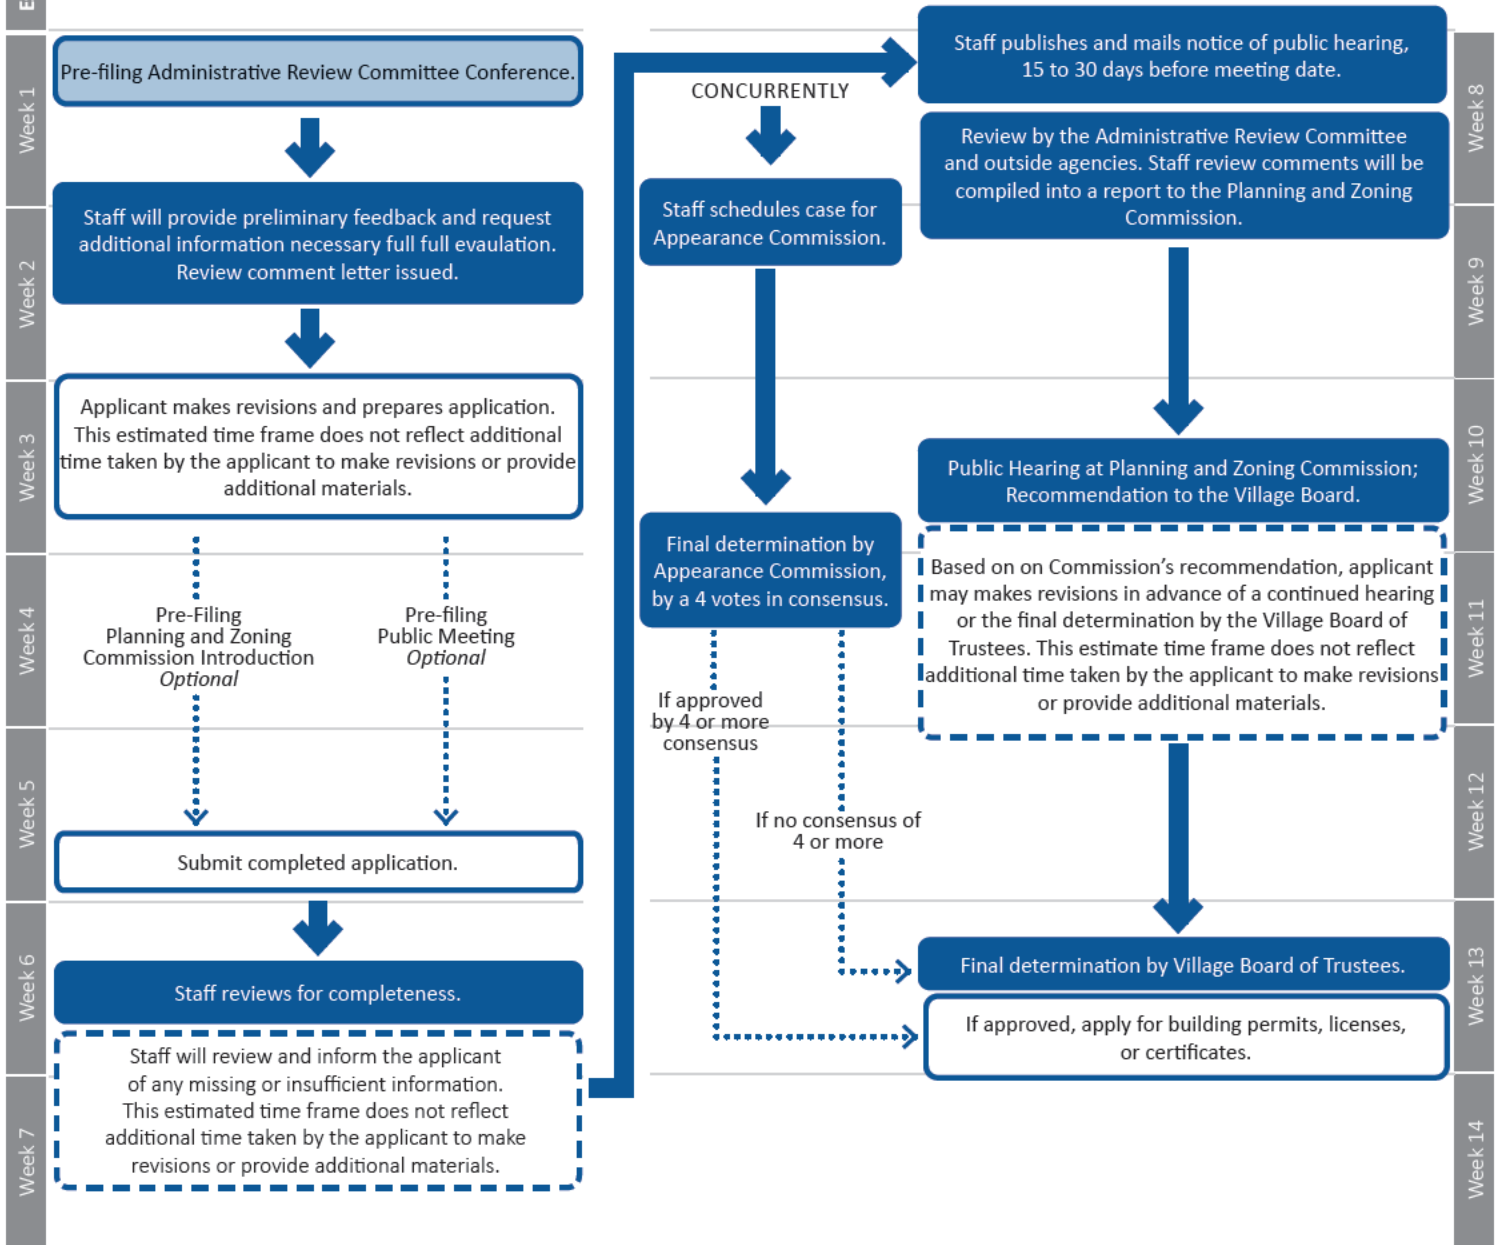 E
Week 1
Week 2
Week 3
Week 4
Week 5
Week 6
Week 7
Pre-filing Administrative Review Committee Conference.
Staff will provide preliminary feedback and request
additional information necessary full full evaulation.
Review comment letter issued.
Applicant makes revisions and prepares application.
This estimated time frame does not reflect additional
time taken by the applicant to make revisions or provide
additional materials.
Pre-Filing
Planning and Zoning
Commission Introduction
Optional
Pre-filing
Public Meeting
Optional
Submit completed application.
Staff reviews for completeness.
Staff will review and inform the applicant
of any missing or insufficient information.
This estimated time frame does not reflect
additional time taken by the applicant to make
revisions or provide additional materials.
CONCURRENTLY
Staff schedules case for
Appearance Commission.
Final determination by
Appearance Commission,
by a 4 votes in consensus.
If approved
by 4 or more
consensus
If no consensus of
4 or more
Staff publishes and mails notice of public hearing,
15 to 30 days before meeting date.
Review by the Administrative Review Committee
and outside agencies. Staff review comments will be
compiled into a report to the Planning and Zoning
Commission.
Public Hearing at Planning and Zoning Commission;
Recommendation to the Village Board.
Based on on Commission’s recommendation, applicant
may makes revisions in advance of a continued hearing
or the final determination by the Village Board of
Trustees. This estimate time frame does not reflect
additional time taken by the applicant to make revisions
or provide additional materials.
Final determination by Village Board of Trustees.
If approved, apply for building permits, licenses,
or certificates.
Week 8
Week 9
Week 10
Week 11
Week 12
Week 13
Week 14